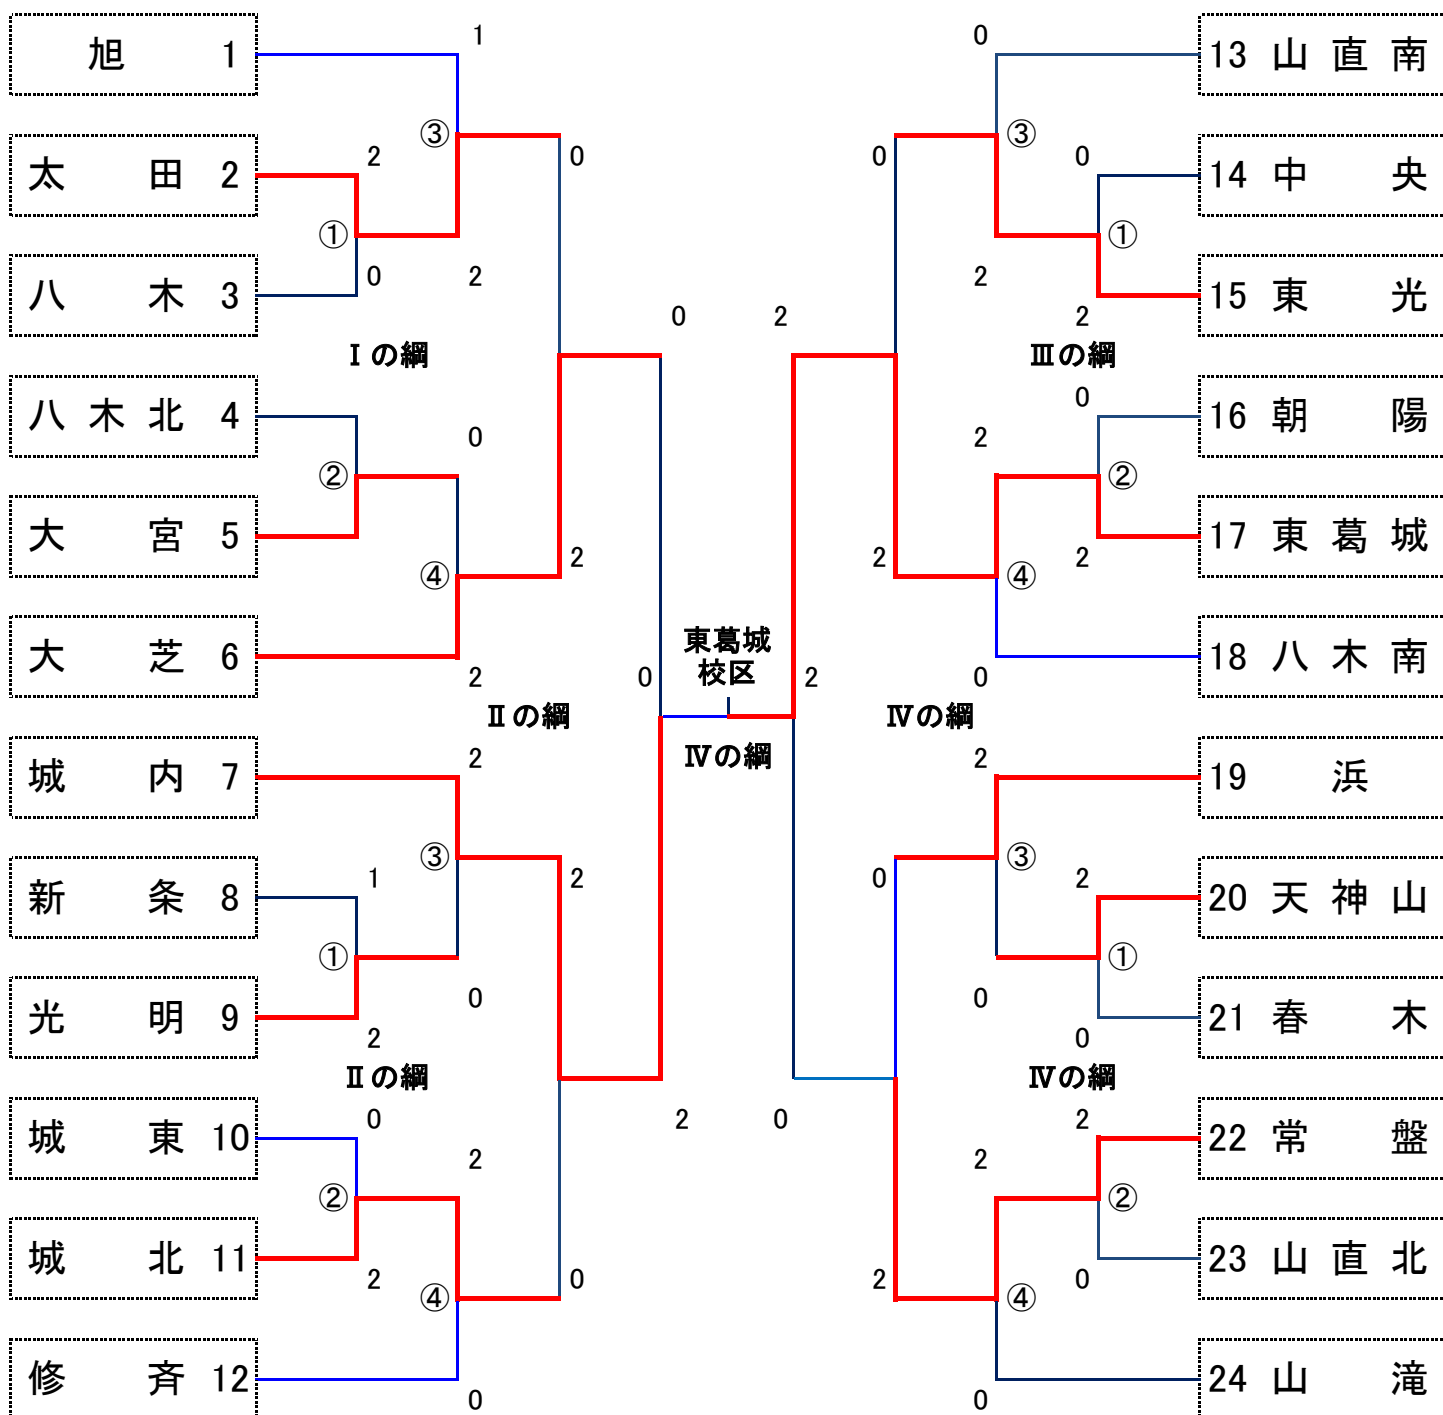 旭 1
1
0
13 山直南
③
③
太田 2
2
0
0
0
14 中央
①
①
八木 3
0
2
2
2
15 東光
0
2
Ⅰの綱
Ⅲの綱
八木北 4
0
2
0
16 朝陽
②
②
大宮 5
2
2
2
17 東葛城
④
④
大芝 6
2
0
東葛城
校区
2
0
18 八木南
Ⅱの綱
Ⅳの綱
Ⅳの綱
城内 7
2
2
19 浜
③
③
新条 8
1
2
0
2
20 天神山
①
①
光明 9
2
0
0
0
21 春木
Ⅱの綱
Ⅳの綱
城東 10
0
2
2
0
2
2
22 常盤
②
②
城北 11
2
0
2
0
23 山直北
④
④
修斉 12
0
0
24 山滝